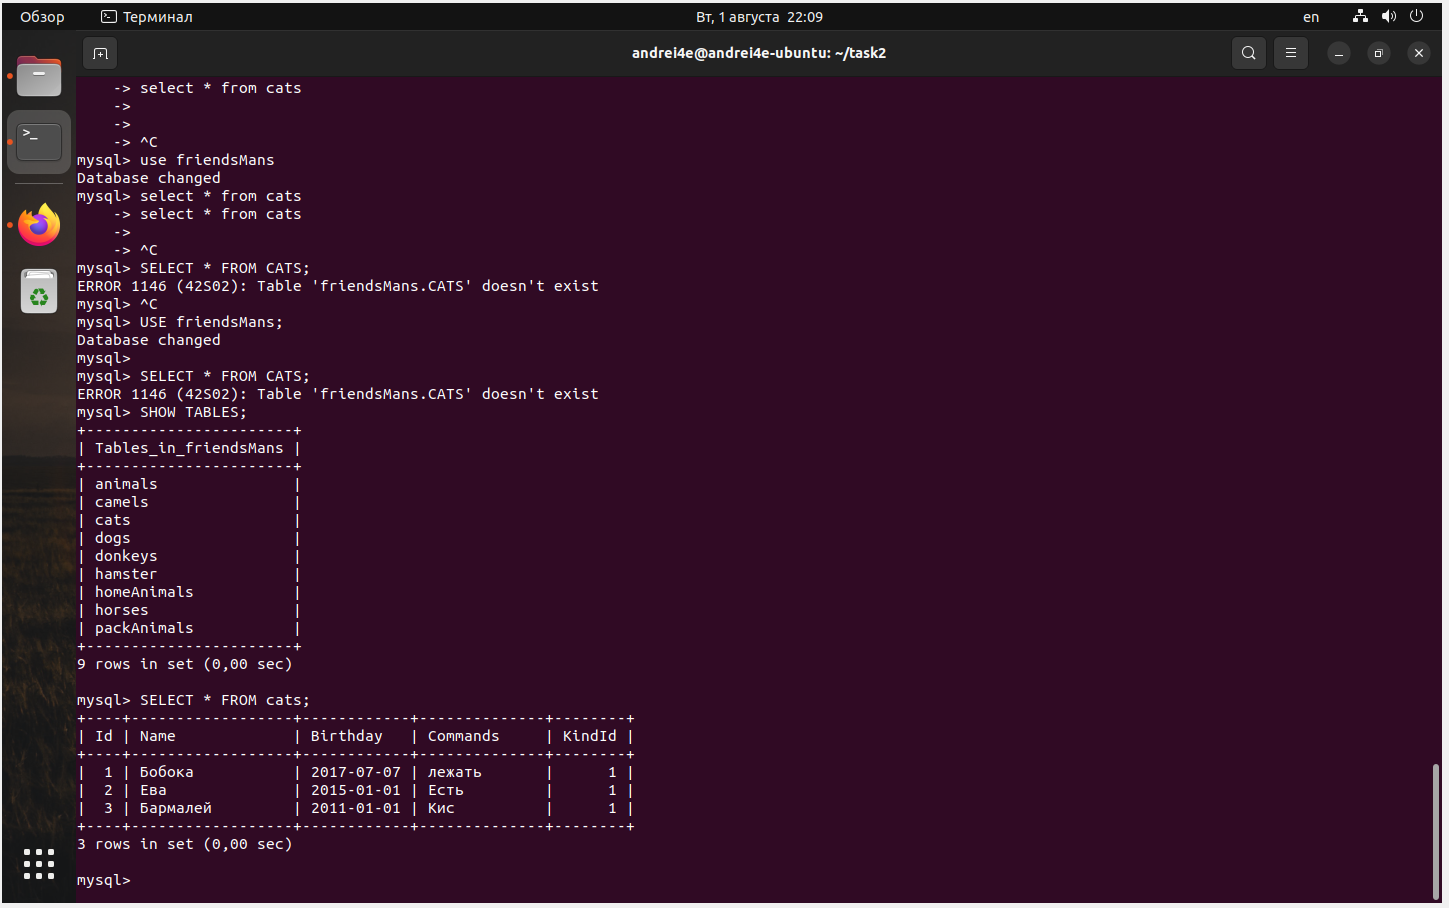 Обзор
Терминал
Вт, 1 августа 22:09
en
andrei4e@andrei4e-ubuntu: ~/task2
    -> select * from cats
    ->
    ->
    -> ^C
mysql> use friendsMans
Database changed
mysql> select * from cats
    -> select * from cats
    ->
    -> ^C
mysql> SELECT * FROM CATS;
ERROR 1146 (42S02): Table 'friendsMans.CATS' doesn't exist
mysql> ^C
mysql> USE friendsMans;
Database changed
mysql>
mysql> SELECT * FROM CATS;
ERROR 1146 (42S02): Table 'friendsMans.CATS' doesn't exist
mysql> SHOW TABLES;
+-----------------------+
| Tables_in_friendsMans |
+-----------------------+
| animals               |
| camels                |
| cats                  |
| dogs                  |
| donkeys               |
| hamster               |
| homeAnimals           |
| horses                |
| packAnimals           |
+-----------------------+
9 rows in set (0,00 sec)

mysql> SELECT * FROM cats;
+----+------------------+------------+--------------+--------+
| Id | Name             | Birthday   | Commands     | KindId |
+----+------------------+------------+--------------+--------+
|  1 | Бобока           | 2017-07-07 | лежать       |      1 |
|  2 | Ева              | 2015-01-01 | Есть         |      1 |
|  3 | Бармалей         | 2011-01-01 | Кис          |      1 |
+----+------------------+------------+--------------+--------+
3 rows in set (0,00 sec)

mysql>